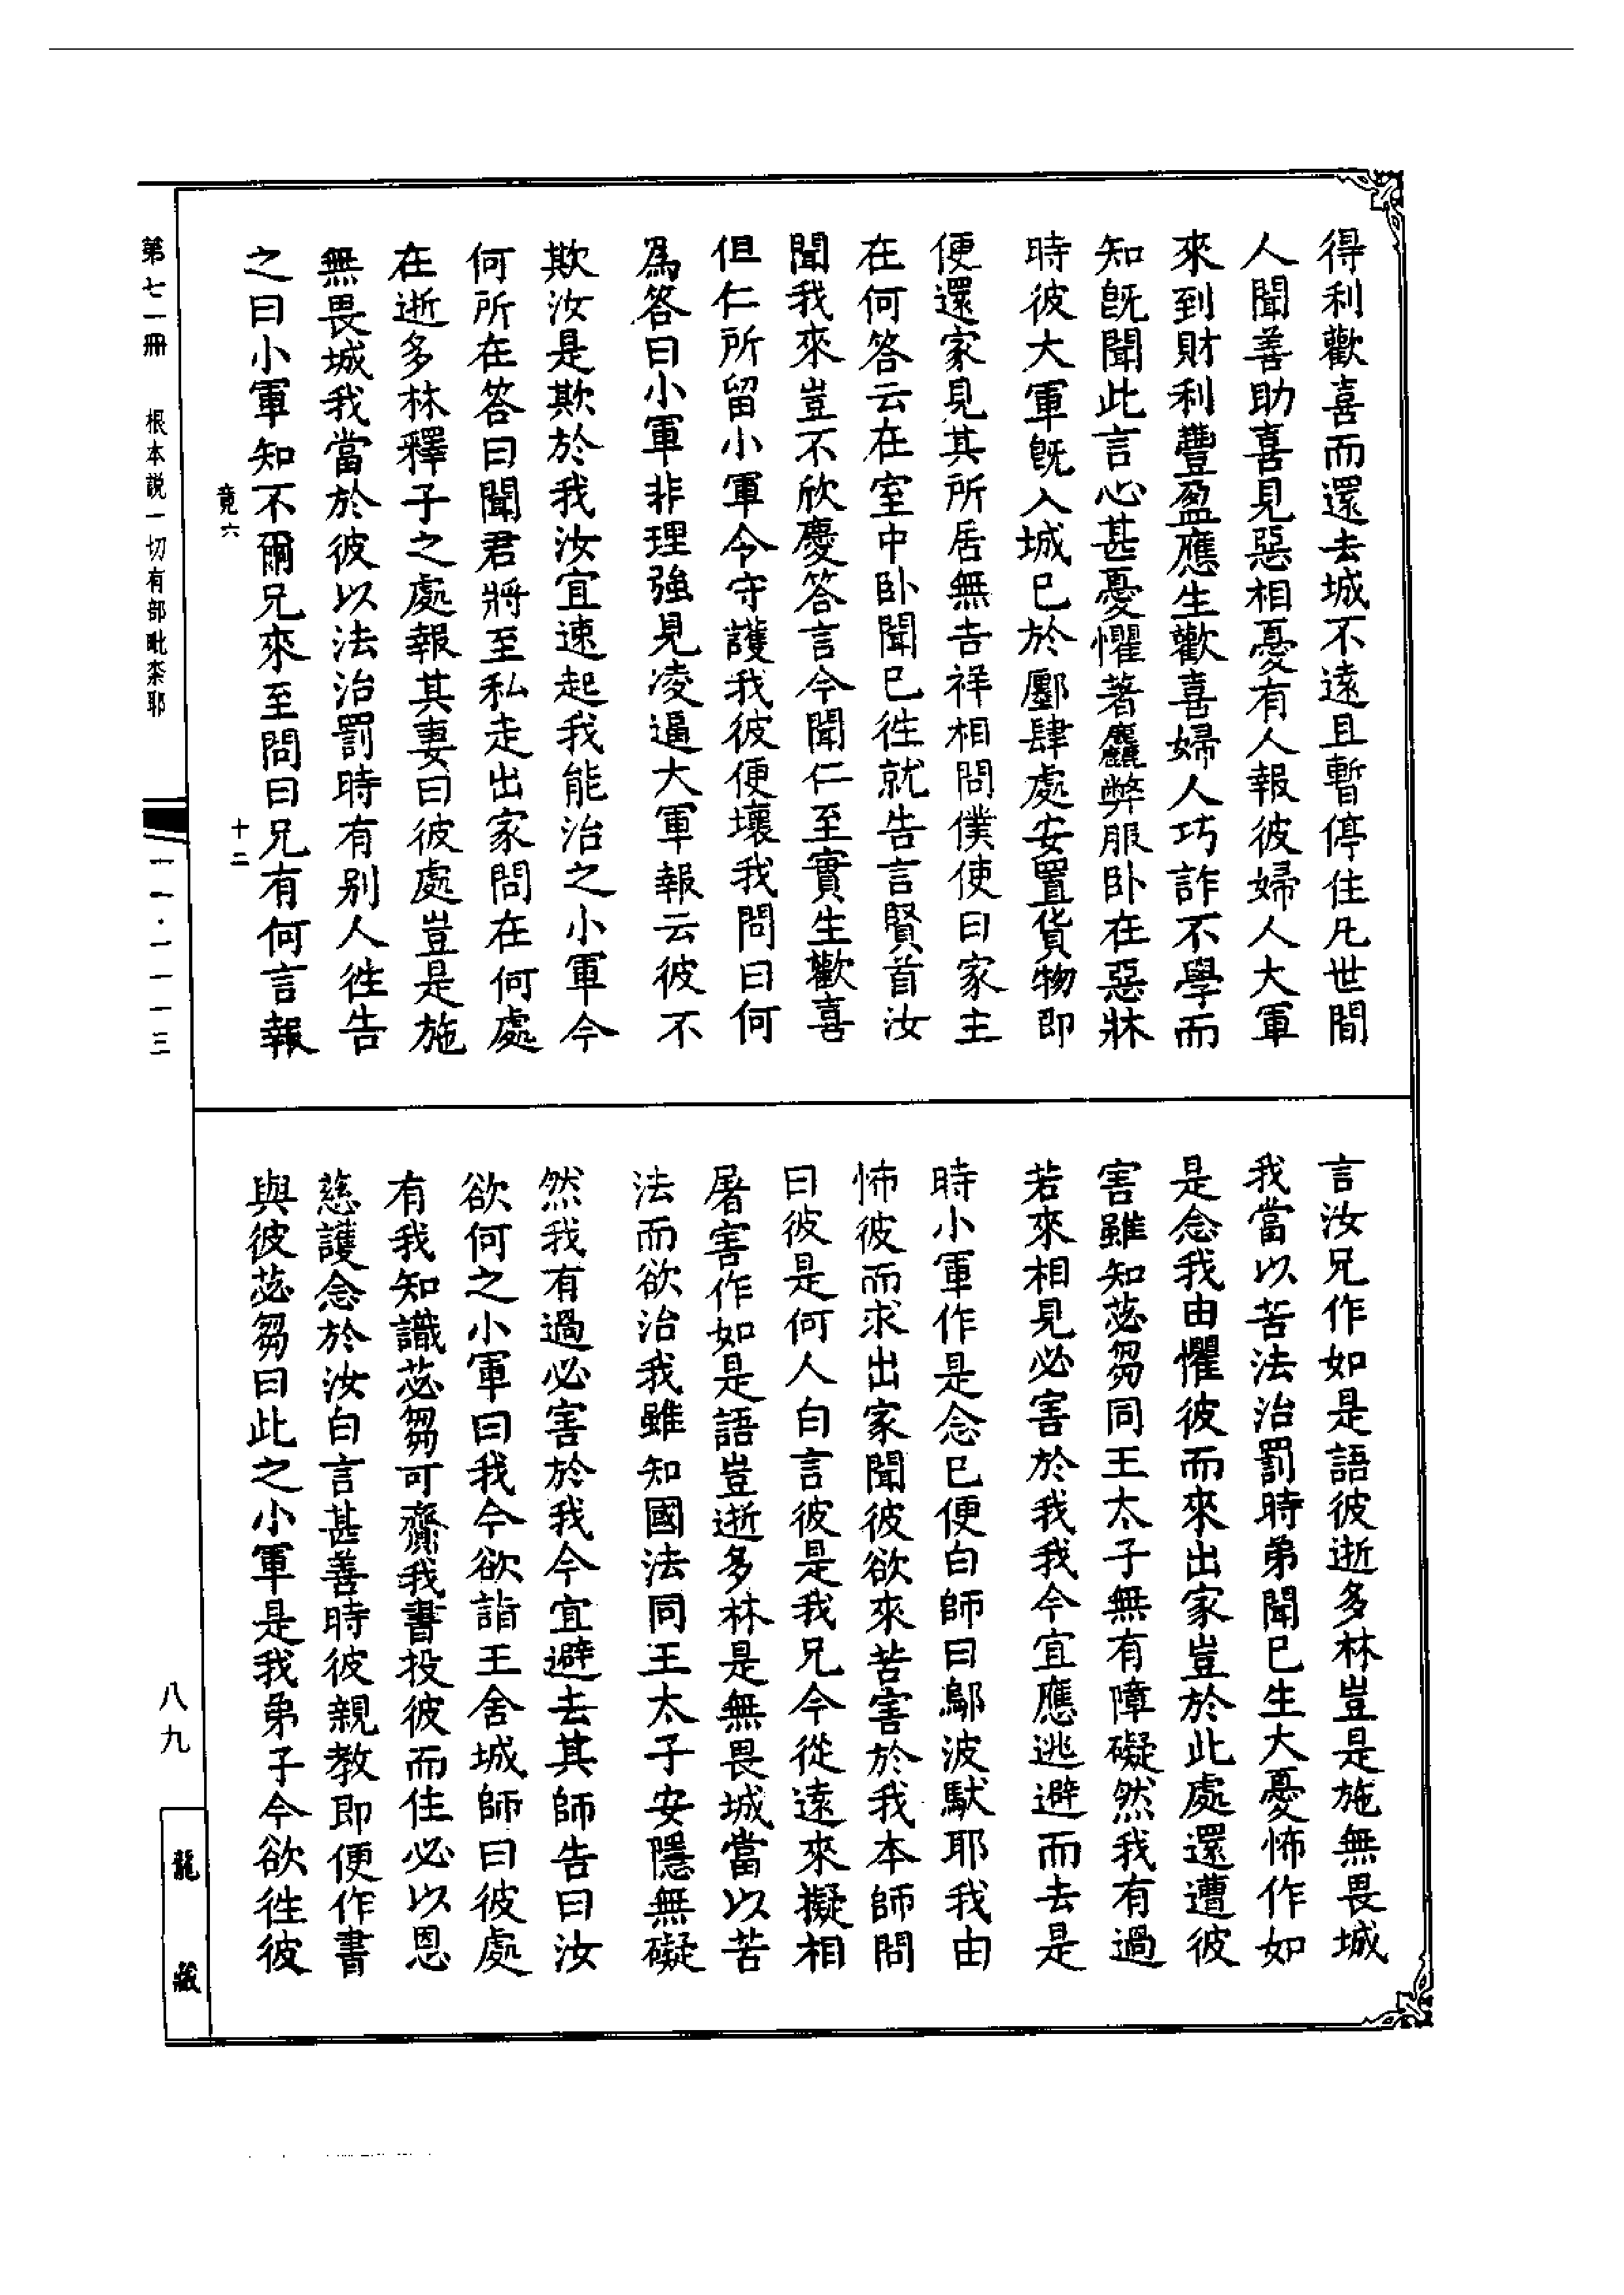 得利歡喜而還去城不遠且暫停住凡世間
人聞善助喜見惡相憂有人報彼婦人大軍
來到財利豐盈應生歡喜婦人巧詐不學而
知旣聞此言心甚憂懼著麤弊服卧在惡牀
時彼大軍旣入城已於鄽肆處安置貨物即
便還家見其所居無吉祥相問僕使曰家主
在何答云在室中卧聞已徃就告言賢首汝
聞我來豈不欣慶答言今聞仁至實生歡喜
但仁所留小軍令守護我彼便壞我問曰何
爲答曰小軍非理強見凌逼大軍報云彼不
欺汝是欺於我汝宜速起我能治之小軍今
何所在答曰聞君將至私走出家問在何處
在逝多林釋子之處報其妻曰彼處豈是施
無畏城我當於彼以法治罰時有别人徃告
之曰小軍知不爾兄來至問曰兄有何言報
言汝兄作如是語彼逝多林豈是施無畏城
我當以苦法治罰時弟聞已生大憂怖作如
是念我由懼彼而來出家豈於此處還遭彼
害雖知苾芻同王太子無有障礙然我有過
若來相見必害於我我今宜應逃避而去是
時小軍作是念已便白師曰鄔波馱耶我由
怖彼而求出家聞彼欲來苦害於我本師問
曰彼是何人白言彼是我兄今從遠來擬相
屠害作如是語豈逝多林是無畏城當以苦
法而欲治我雖知國法同王太子安隱無礙
然我有過必害於我今宜避去其師告曰汝
欲何之小軍曰我今欲詣王舍城師曰彼處
有我知識苾芻可齎我書投彼而住必以恩
慈護念於汝白言甚善時彼親教即便作書
與彼苾芻曰此之小軍是我弟子今欲徃彼
竟六
十二
第七一冊　根本說一切有部毗柰耶
一一·一一一三
八九
龍藏